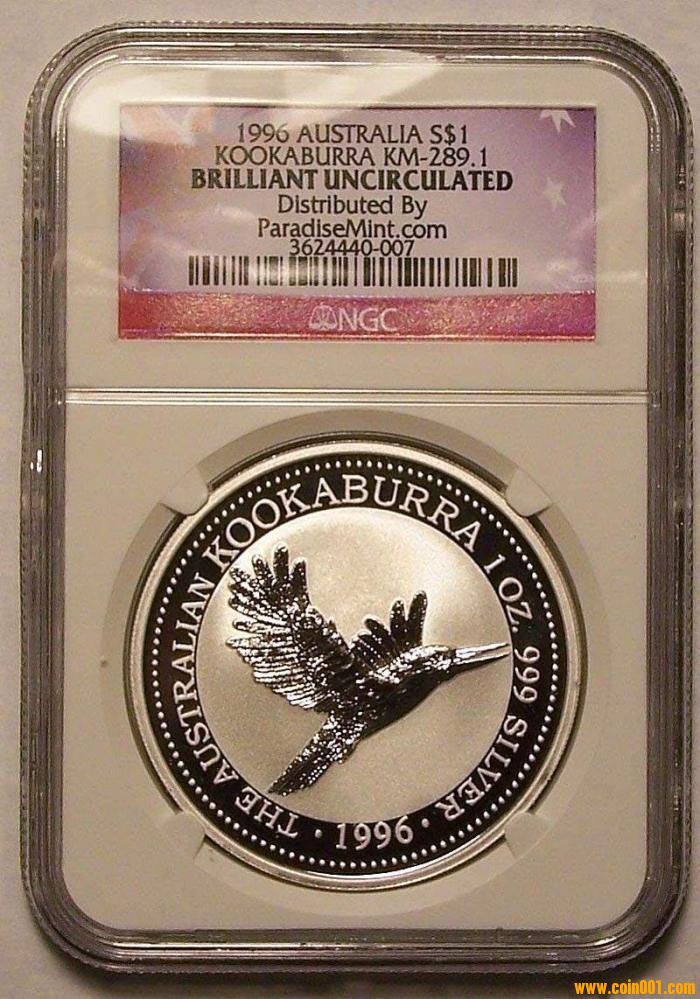 1996 AUSTRALIA S$1
KOOKABURRA KM-289.1
BRILLIANT UNCIRCULATED
Distributed By
ParadiseMint.com
3624440-007
NGC
THE AUSTRALIAN KOOKABURRA 1 OZ. 999 SILVER
· 1996 ·
www.coin001.com